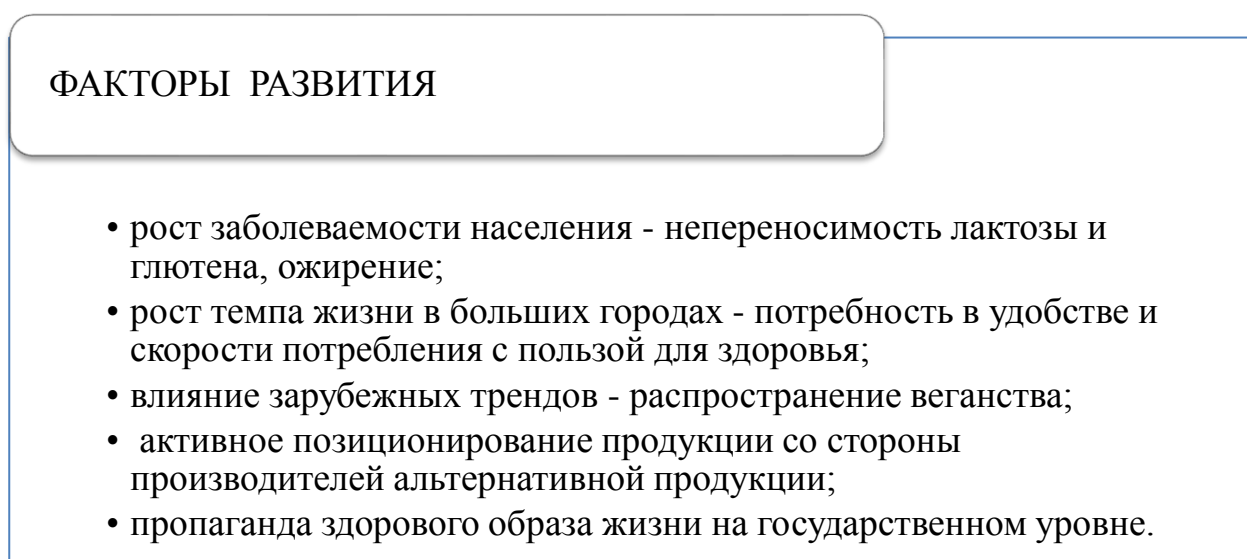 ФАКТОРЫ РАЗВИТИЯ
• рост заболеваемости населения - непереносимость лактозы и
глютена, ожирение;
• рост темпа жизни в больших городах - потребность в удобстве и
скорости потребления с пользой для здоровья;
• влияние зарубежных трендов - распространение веганства;
• активное позиционирование продукции со стороны
производителей альтернативной продукции;
• пропаганда здорового образа жизни на государственном уровне.